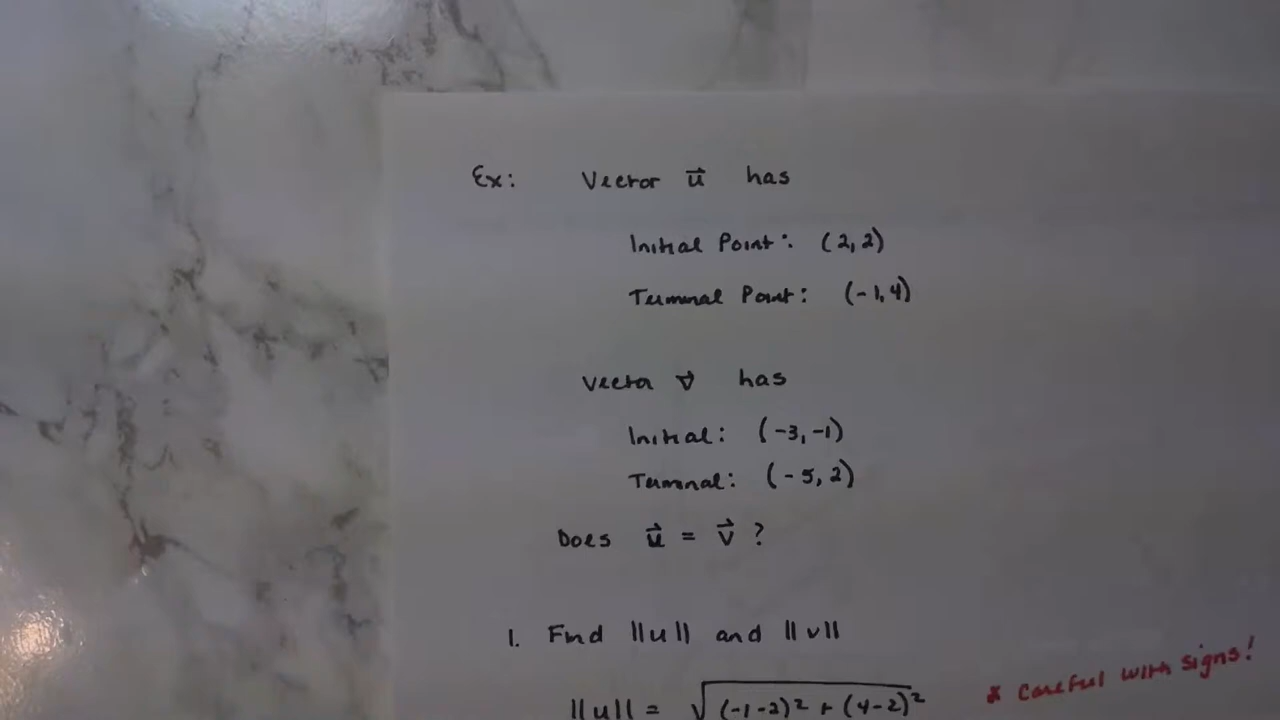 Ex: Vector u⃗ has
Initial Point: (2, 2)
Terminal Point: (-1, 4)
Vector v⃗ has
Initial: (-3, -1)
Terminal: (-5, 2)
Does u⃗ = v⃗ ?
1. Find ||u|| and ||v||
||u|| = √((-1-2)² + (4-2)²)
* Careful with signs!